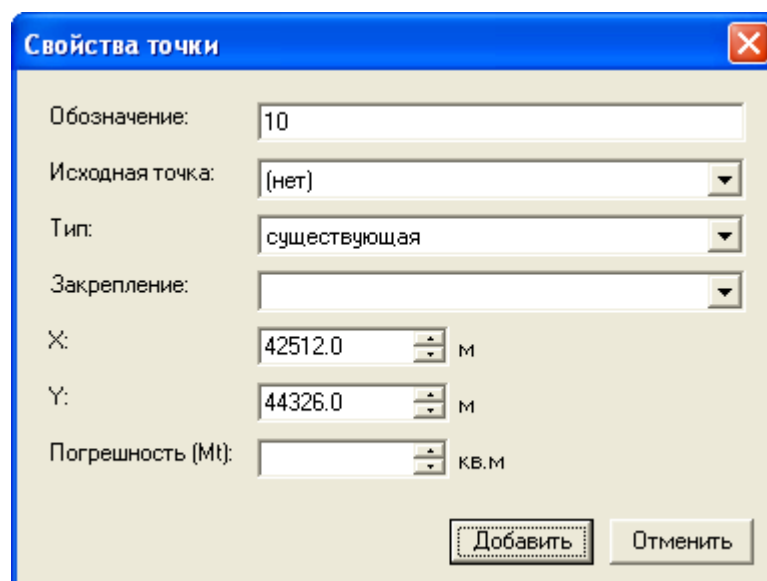 Свойства точки
Обозначение: 10
Исходная точка: (нет)
Тип: существующая
Закрепление:
X: 42512.0 м
Y: 44326.0 м
Погрешность (Mt): кв.м
Добавить Отменить